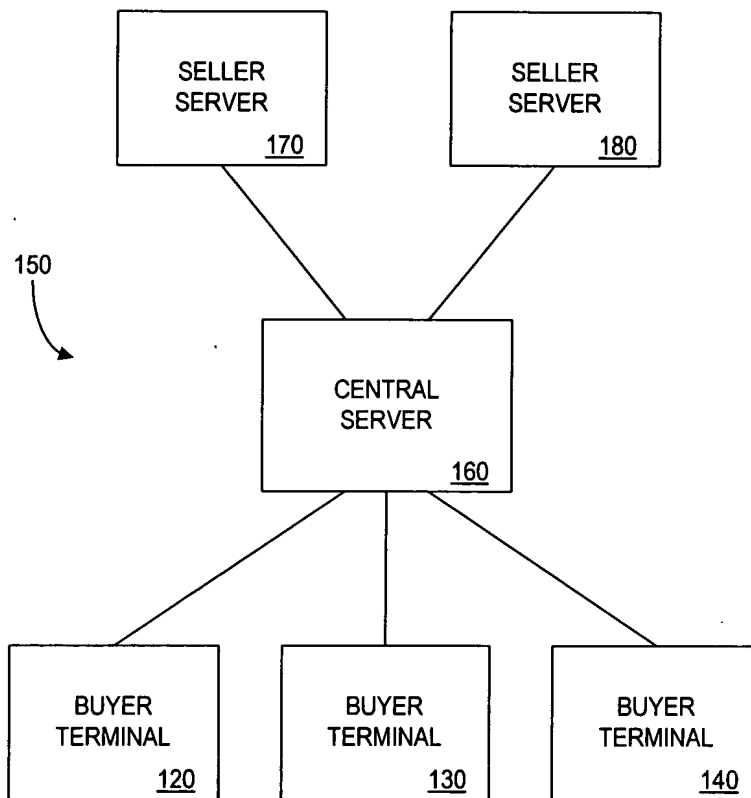 SELLER
SERVER
170
SELLER
SERVER
180
150
CENTRAL
SERVER
160
BUYER
TERMINAL
120
BUYER
TERMINAL
130
BUYER
TERMINAL
140